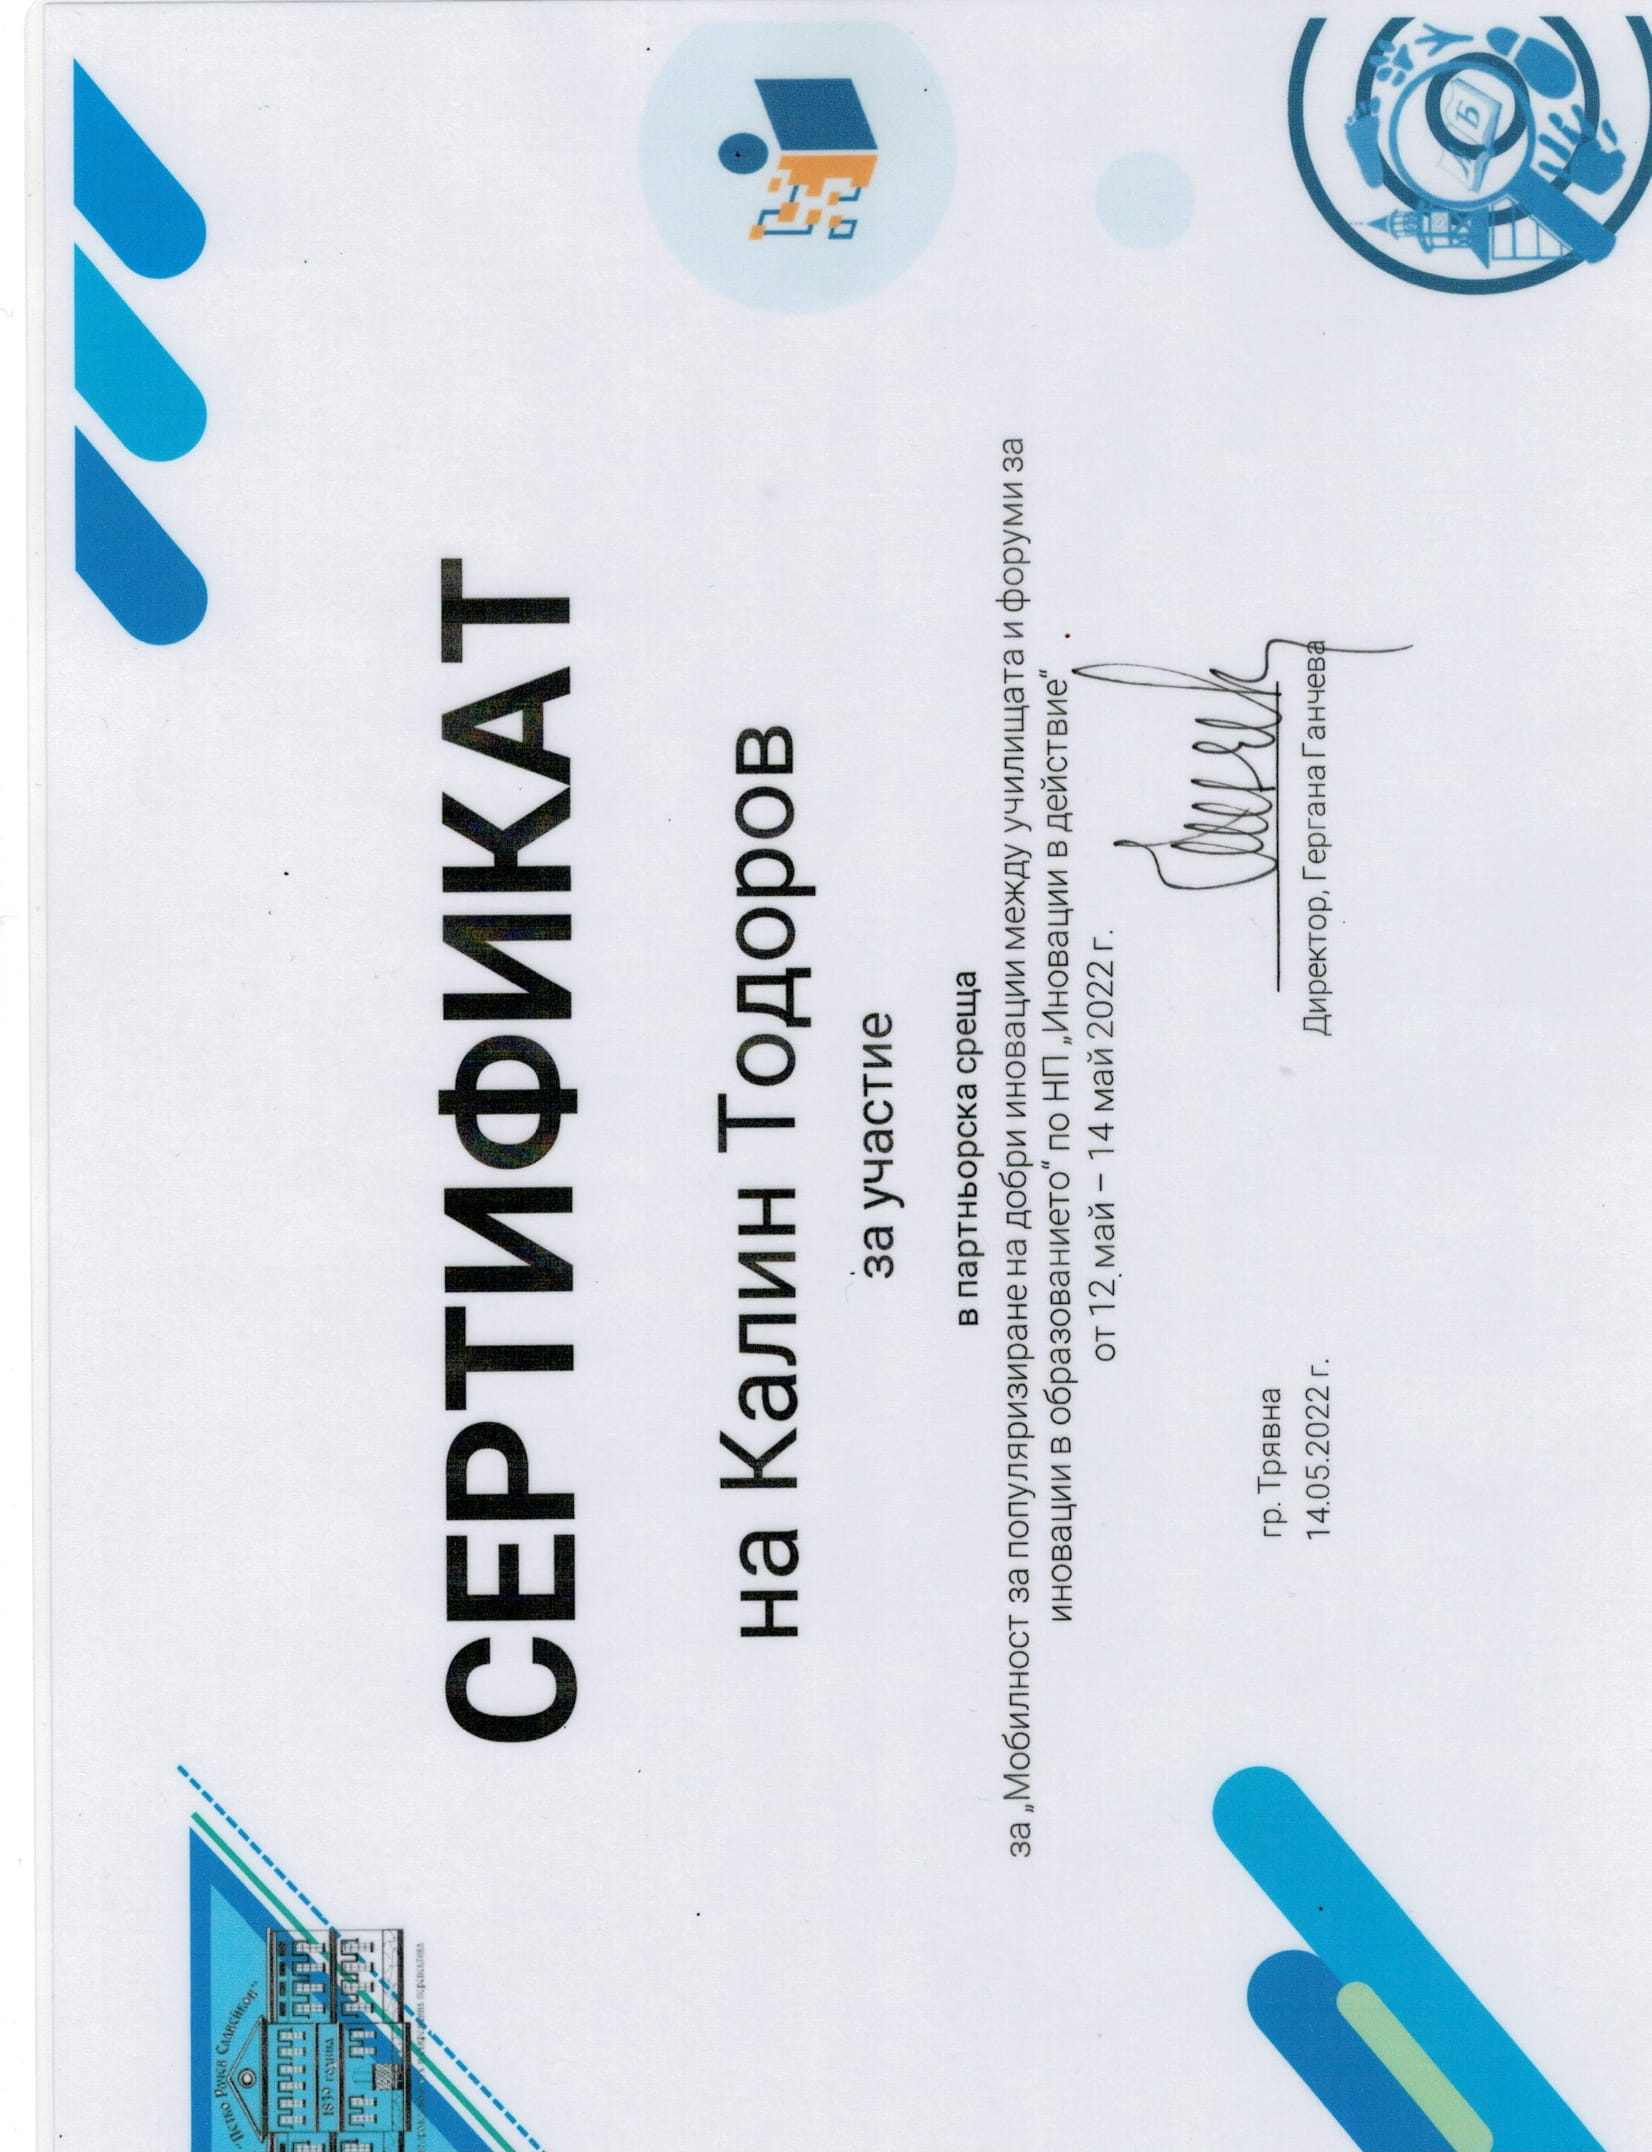 "Петко Рачев Славейков"
1839 година
СЕРТИФИКАТ
на Калин Тодоров
за участие
в партньорска среща
за „Мобилност за популяризиране на добри иновации между училищата и форуми за
иновации в образованието“ по НП „Иновации в действие“
от 12 май – 14 май 2022 г.
гр. Трявна
14.05.2022 г.
Директор, Гергана Ганчева
Б